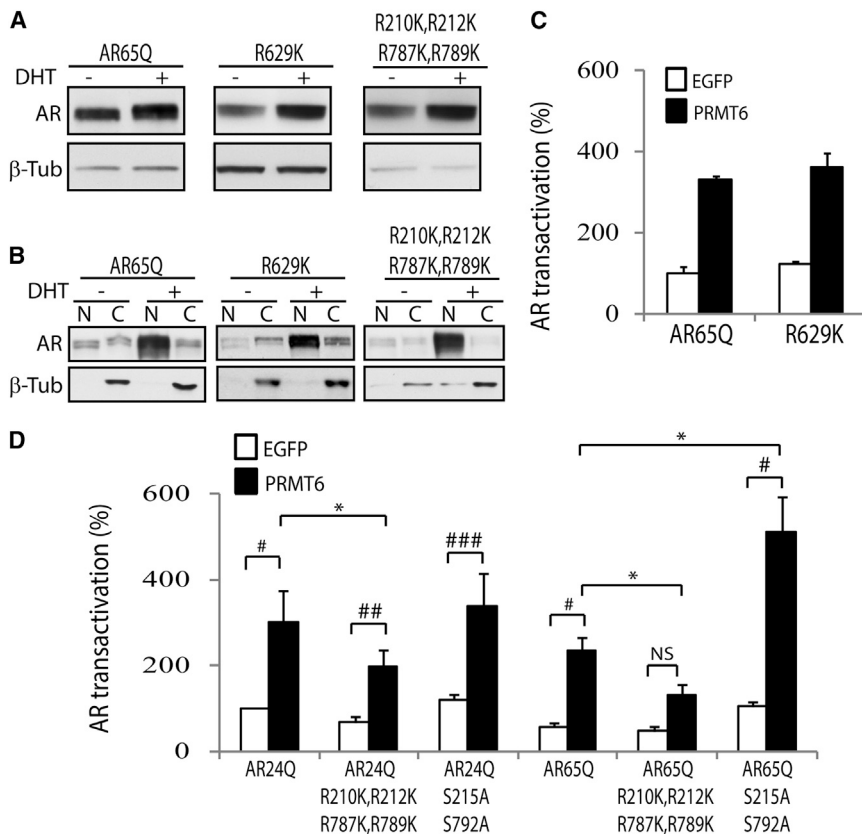 A
AR65Q
R629K
R210K,R212K
R787K,R789K
DHT - + - + - +
AR
β-Tub
B
AR65Q
R629K
R210K,R212K
R787K,R789K
DHT - + - + - +
N C N C N C N C N C N C
AR
β-Tub
C
EGFP
PRMT6
AR transactivation (%)
600
400
200
0
AR65Q R629K
D
EGFP
PRMT6
AR transactivation (%)
600
400
200
0
# * ## ### # * NS * #
AR24Q
AR24Q
R210K,R212K
R787K,R789K
AR24Q
S215A
S792A
AR65Q
AR65Q
R210K,R212K
R787K,R789K
AR65Q
S215A
S792A